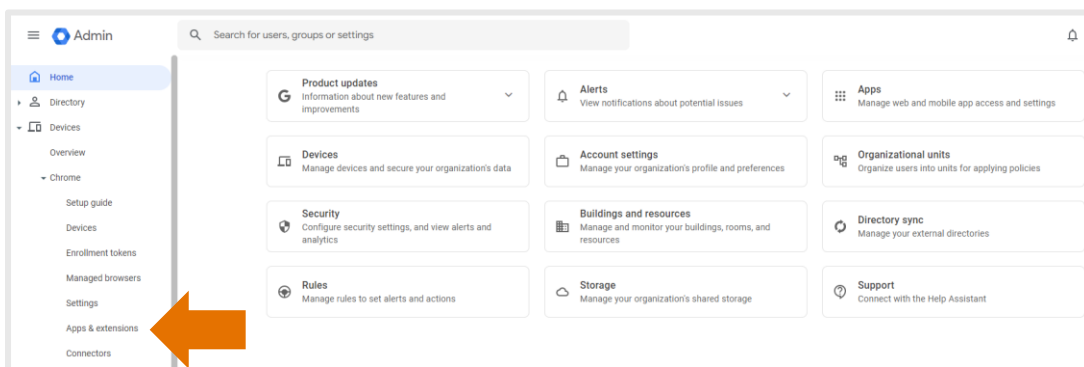 Admin
Search for users, groups or settings
Home
Directory
Devices
Overview
Chrome
Setup guide
Devices
Enrollment tokens
Managed browsers
Settings
Apps & extensions
Connectors
Product updates
Information about new features and
improvements
Alerts
View notifications about potential issues
Apps
Manage web and mobile app access and settings
Devices
Manage devices and secure your organization's data
Account settings
Manage your organization's profile and preferences
Organizational units
Organize users into units for applying policies
Security
Configure security settings, and view alerts and
analytics
Buildings and resources
Manage and monitor your buildings, rooms, and
resources
Directory sync
Manage your external directories
Rules
Manage rules to set alerts and actions
Storage
Manage your organization's shared storage
Support
Connect with the Help Assistant